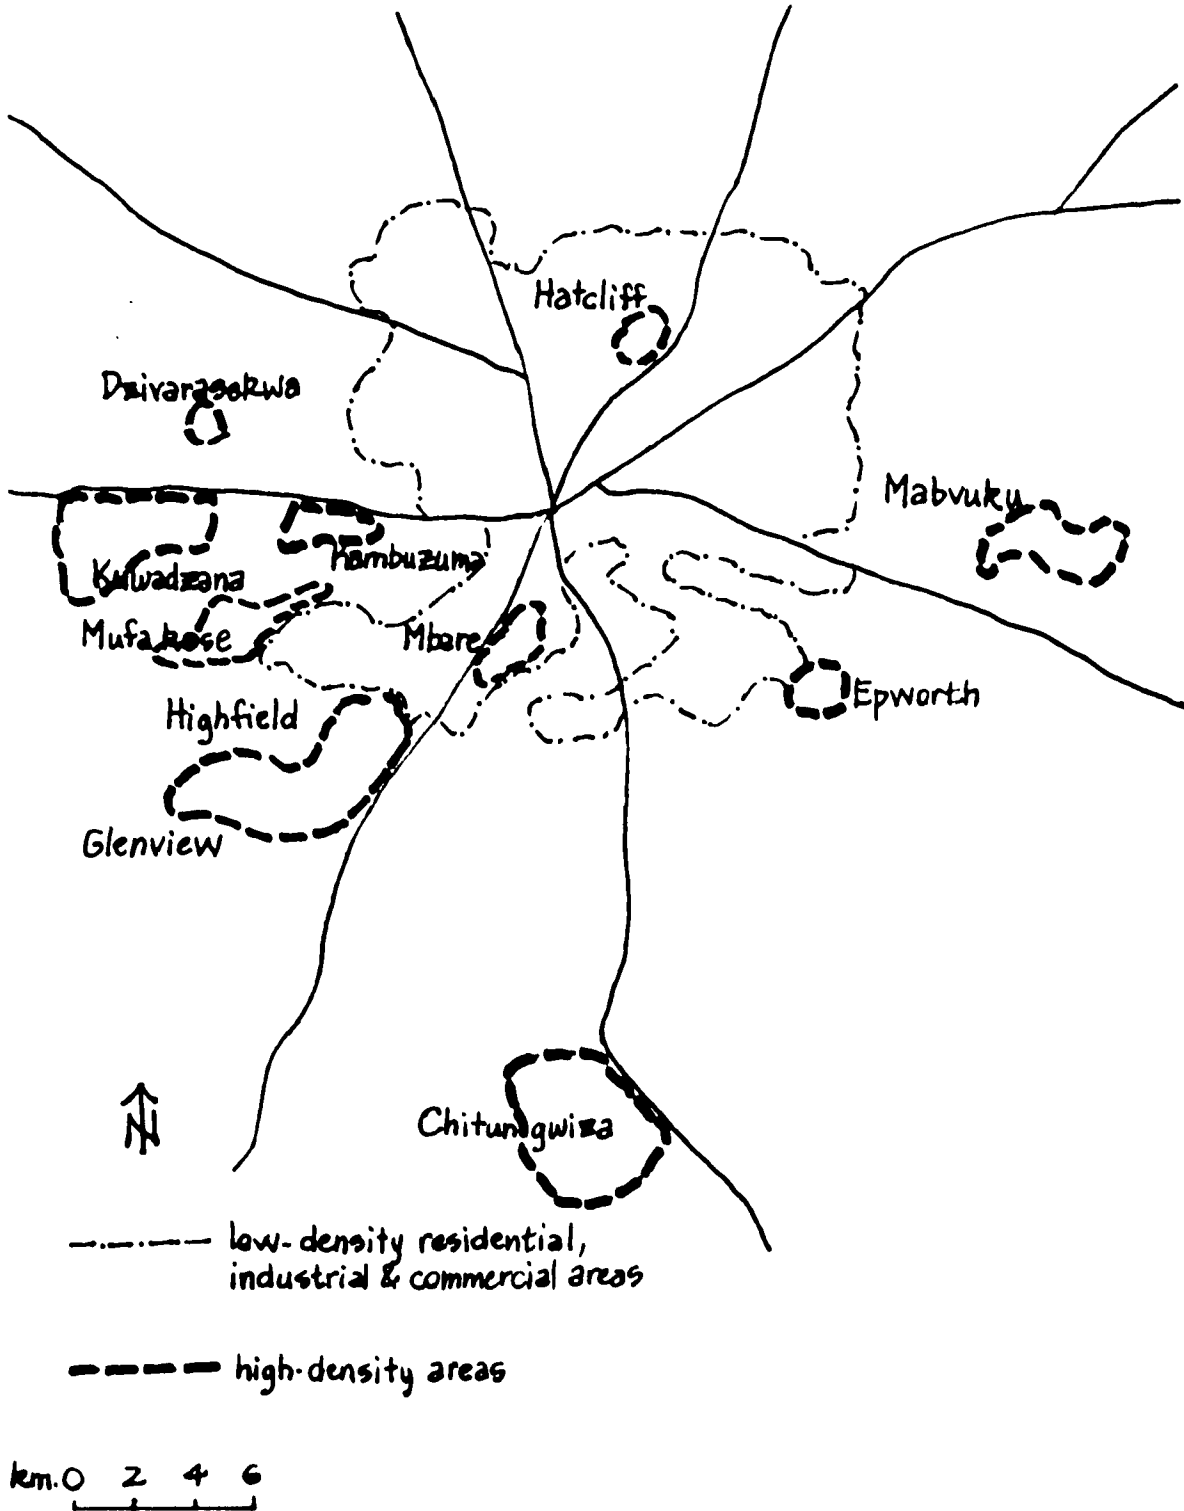 Hatcliff
Dzivarasekwa
Mabvuku
Kambuzuma
Kuwadzana
Mufakose
Mbare
Epworth
Highfield
Glenview
Chitungwiza
N
low-density residential,
industrial & commercial areas
high-density areas
km. 0 2 4 6